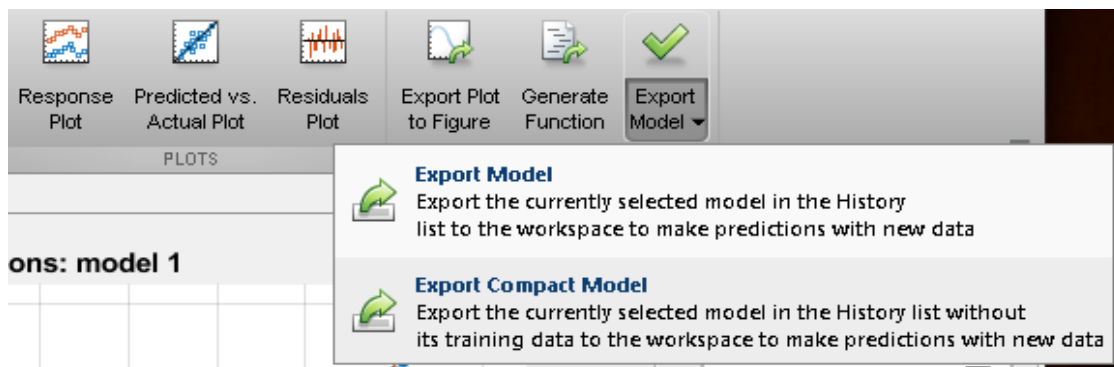 Response Plot
Predicted vs. Actual Plot
Residuals Plot
Export Plot to Figure
Generate Function
Export Model
PLOTS
Export Model
Export the currently selected model in the History
list to the workspace to make predictions with new data
ons: model 1
Export Compact Model
Export the currently selected model in the History list without
its training data to the workspace to make predictions with new data